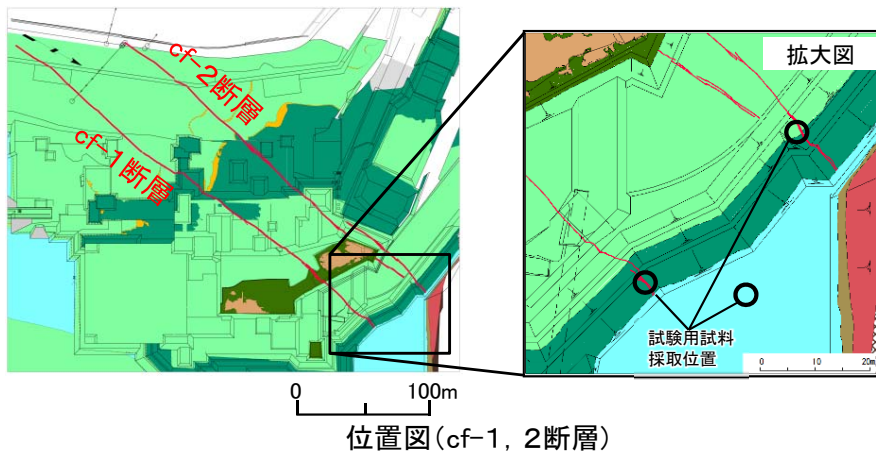 cf-2断層
cf-1断層
拡大図
試験用試料
採取位置
0 10 20m
0 100m
位置図(cf-1, 2断層)